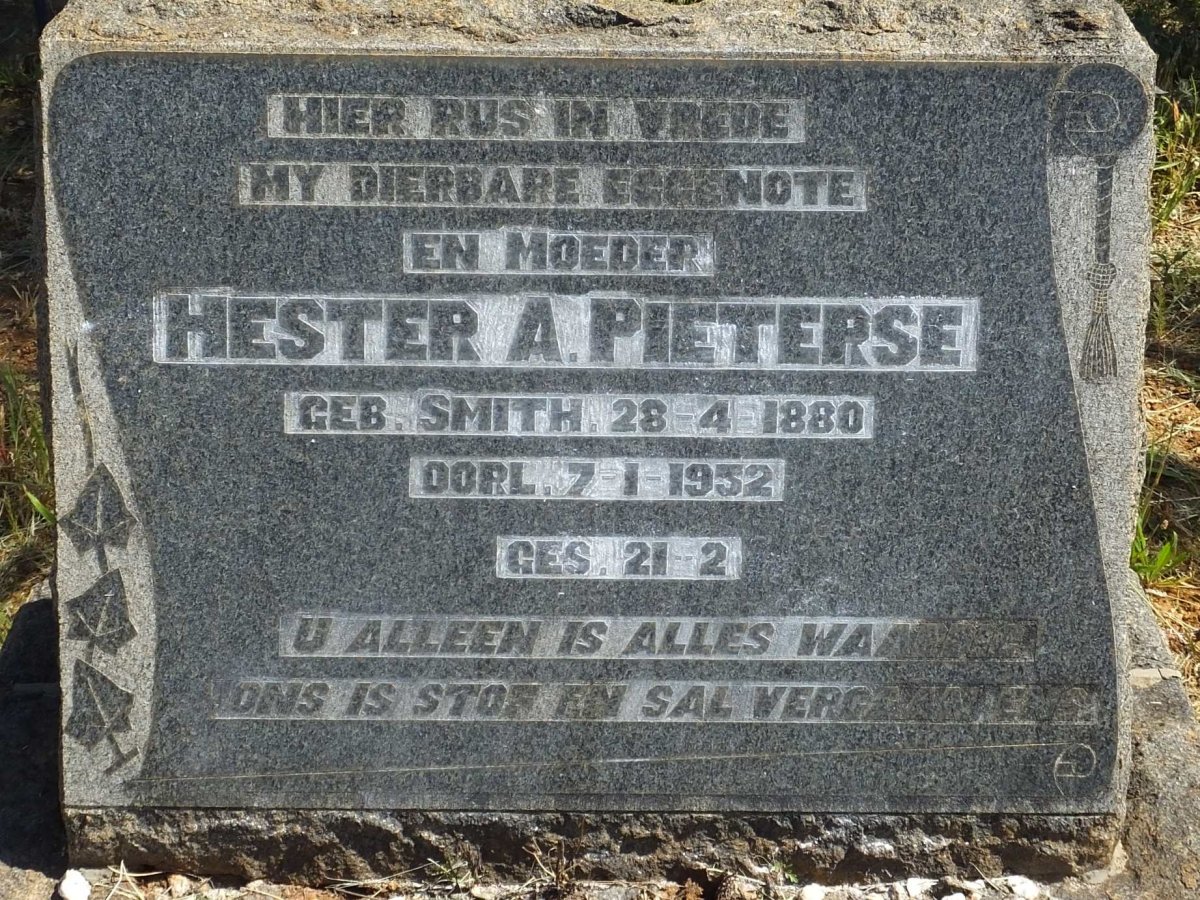 HIER RUS IN VREDE
MY DIERBARE EGGENOTE
EN MOEDER
HESTER A. PIETERSE
GEB. SMITH. 28-4-1880
OORL. 7-1-1952
GES. 21-2
U ALLEEN IS ALLES
ONS IS STOF EN SAL